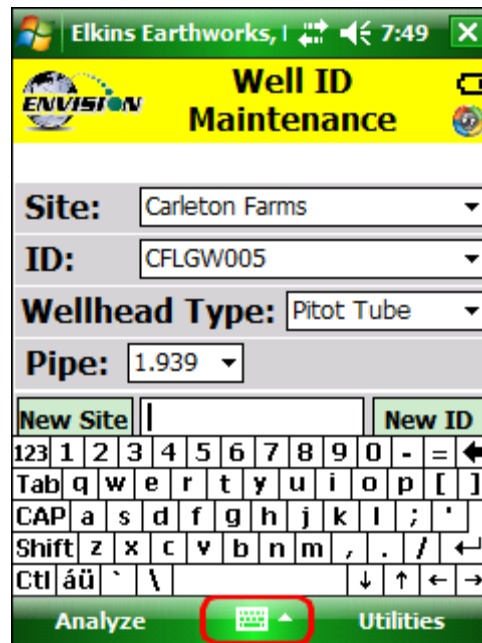 Elkins Earthworks, 7:49
ENVISION
Well ID
Maintenance
Site: Carleton Farms
ID: CFLGW005
Wellhead Type: Pitot Tube
Pipe: 1.939
New Site New ID
123 1 2 3 4 5 6 7 8 9 0 - = 
Tab q w e r t y u i o p [ ]
CAP a s d f g h j k l ; '
Shift z x c v b n m , . / ↵
Ctl áü ` \ ↓ ↑ ← →
Analyze Utilities